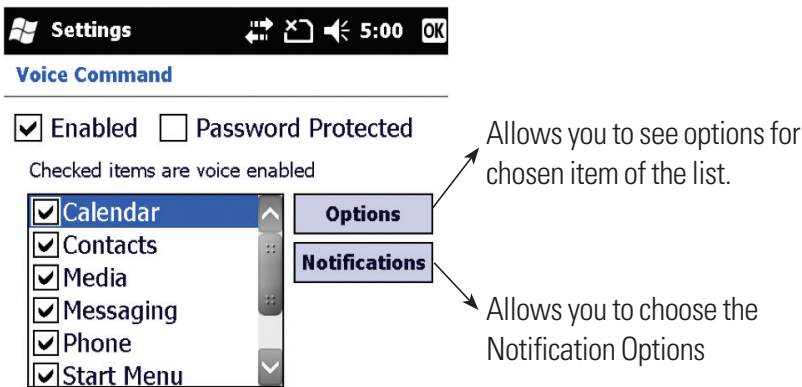 Settings 5:00 OK
Voice Command
Enabled Password Protected
Checked items are voice enabled
Calendar
Contacts
Media
Messaging
Phone
Start Menu
Options
Notifications
Allows you to see options for
chosen item of the list.
Allows you to choose the
Notification Options